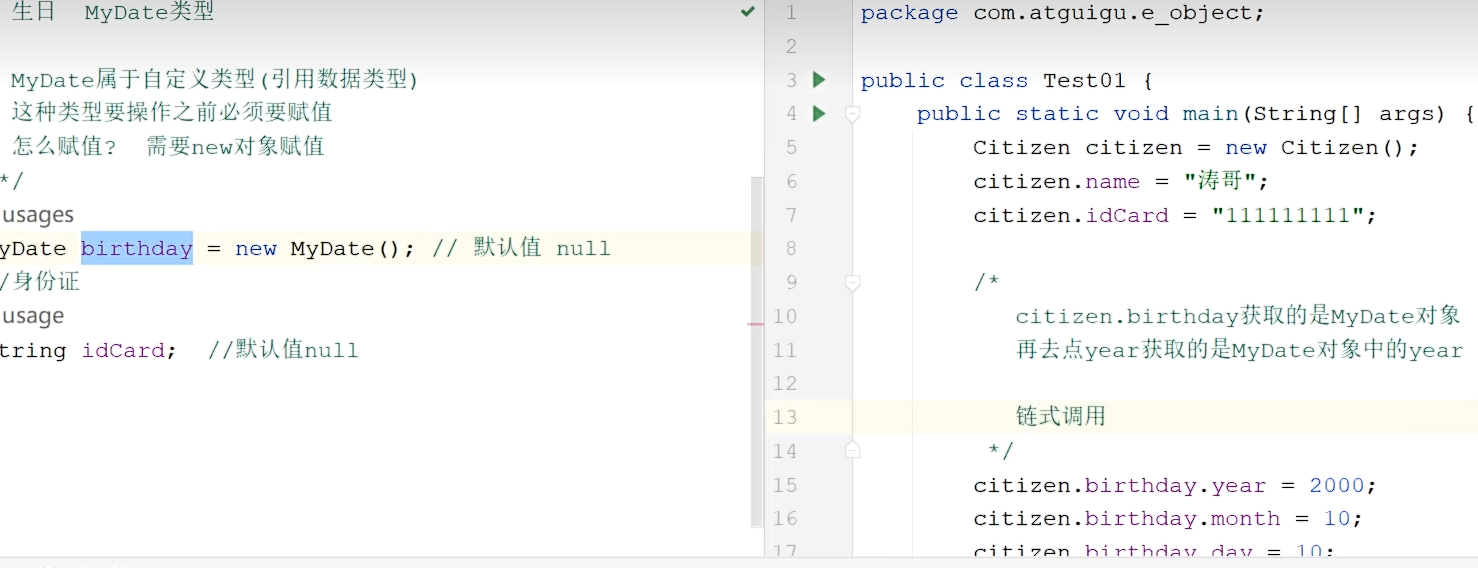 生日 MyDate类型
MyDate属于自定义类型(引用数据类型)
这种类型要操作之前必须要赋值
怎么赋值? 需要new对象赋值
*/
usages
yDate birthday = new MyDate(); // 默认值 null
/身份证
usage
tring idCard; //默认值null
1 package com.atguigu.e_object;
2
3 public class Test01 {
4 public static void main(String[] args) {
5 Citizen citizen = new Citizen();
6 citizen.name = "涛哥";
7 citizen.idCard = "111111111";
8
9 /*
10 citizen.birthday获取的是MyDate对象
11 再去点year获取的是MyDate对象中的year
12
13 链式调用
14 */
15 citizen.birthday.year = 2000;
16 citizen.birthday.month = 10;
17 citizen.birthday.day = 10;